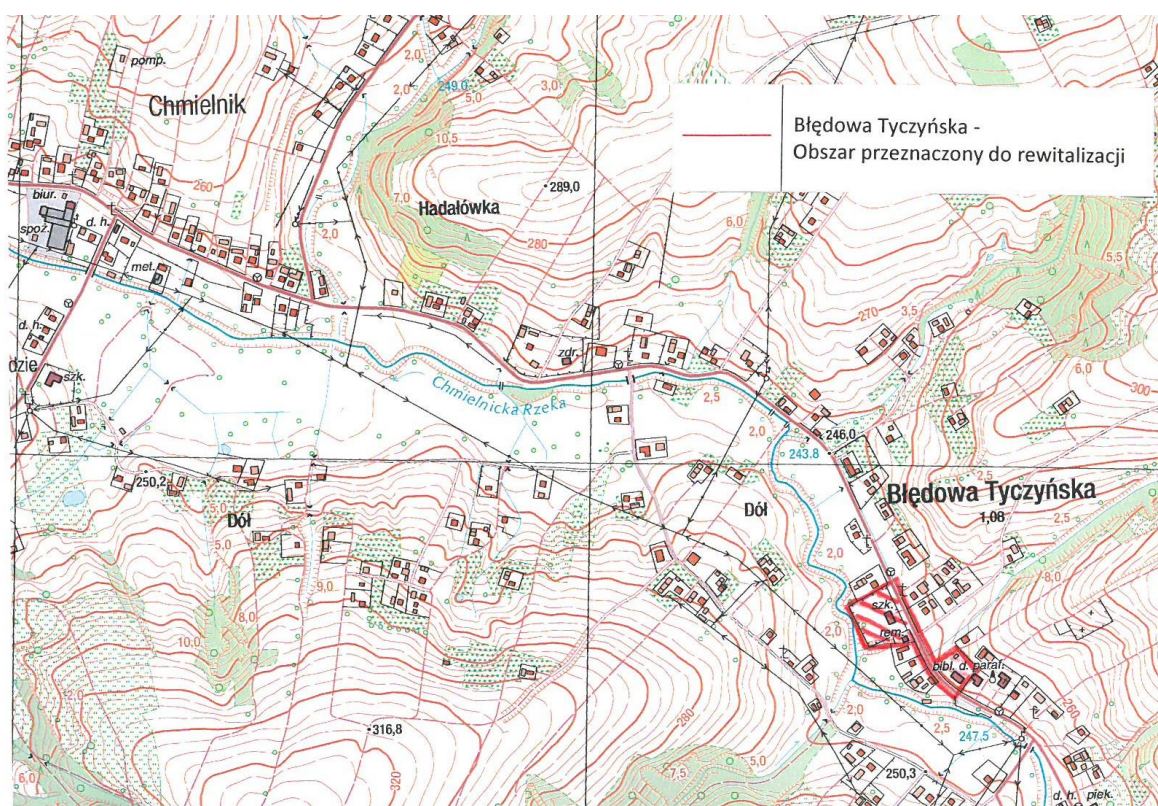 pomp.
2,0
249,0
5,0
3,0
Chmielnik
Błędowa Tyczyńska -
Obszar przeznaczony do rewitalizacji
10,5
289,0
260
biur.
7,0
Hadałówka
6,0
spoż.
d. h.
2,0
280
5,5
met.
270
3,5
d. h.
zdr.
6,0
szk.
Chmielnicka Rzeka
2,5
300
2,0
246,0
243.8
250,2
Dół
Dół
Błędowa Tyczyńska
1,08
2,5
5,0
2,0
8,0
9,0
8,0
10,0
szk.
2,0
rem.
bibl. d. paraf.
316,8
280
2,0
260
2,5
247.5
320
7,5
5,0
250,3
6,0
d. h. piek.